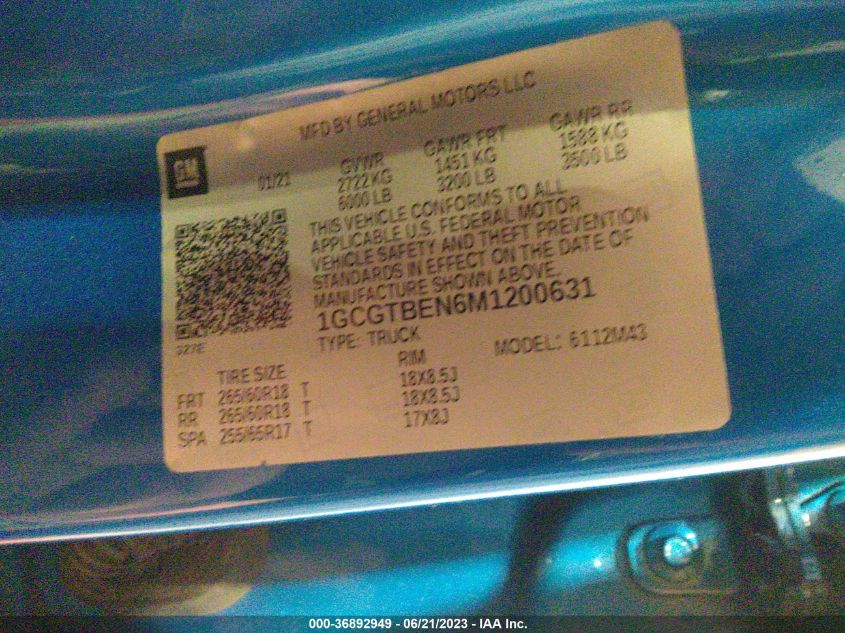 MFD BY GENERAL MOTORS LLC
GM
01/21
GVWR GAWR FRT GAWR RR
2722 KG 1451 KG 1588 KG
6000 LB 3200 LB 3500 LB
THIS VEHICLE CONFORMS TO ALL
APPLICABLE U.S. FEDERAL MOTOR
VEHICLE SAFETY AND THEFT PREVENTION
STANDARDS IN EFFECT ON THE DATE OF
MANUFACTURE SHOWN ABOVE.
1GCGTBEN6M1200631
TYPE: TRUCK MODEL: 6112M43
327E
TIRE SIZE RIM
FRT 265/60R18 T 18X8.5J
RR 265/60R18 T 18X8.5J
SPA 255/65R17 T 17X8J
000-36892949 - 06/21/2023 - IAA Inc.